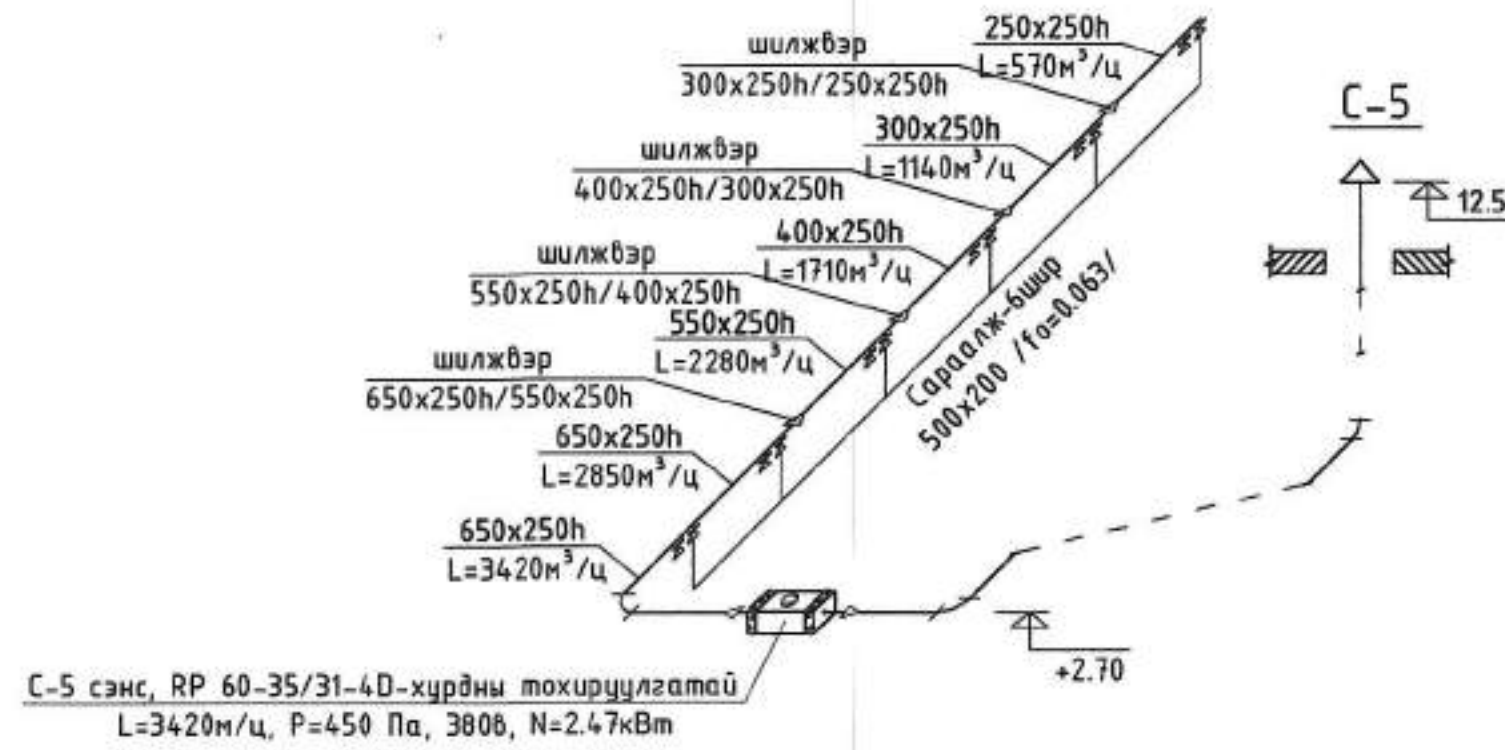 250x250h
L=570м³/ц
шилжвэр
300x250h/250x250h
C-5
300x250h
L=1140м³/ц
шилжвэр
400x250h/300x250h
12.5
400x250h
L=1710м³/ц
шилжвэр
550x250h/400x250h
550x250h
L=2280м³/ц
Сараалж-6шир
500x200 /fo=0.063/
шилжвэр
650x250h/550x250h
650x250h
L=2850м³/ц
650x250h
L=3420м³/ц
+2.70
С-5 сэнс, RP 60-35/31-4D-хурдны тохируулгатай
L=3420м/ц, P=450 Па, 380в, N=2.47кВт